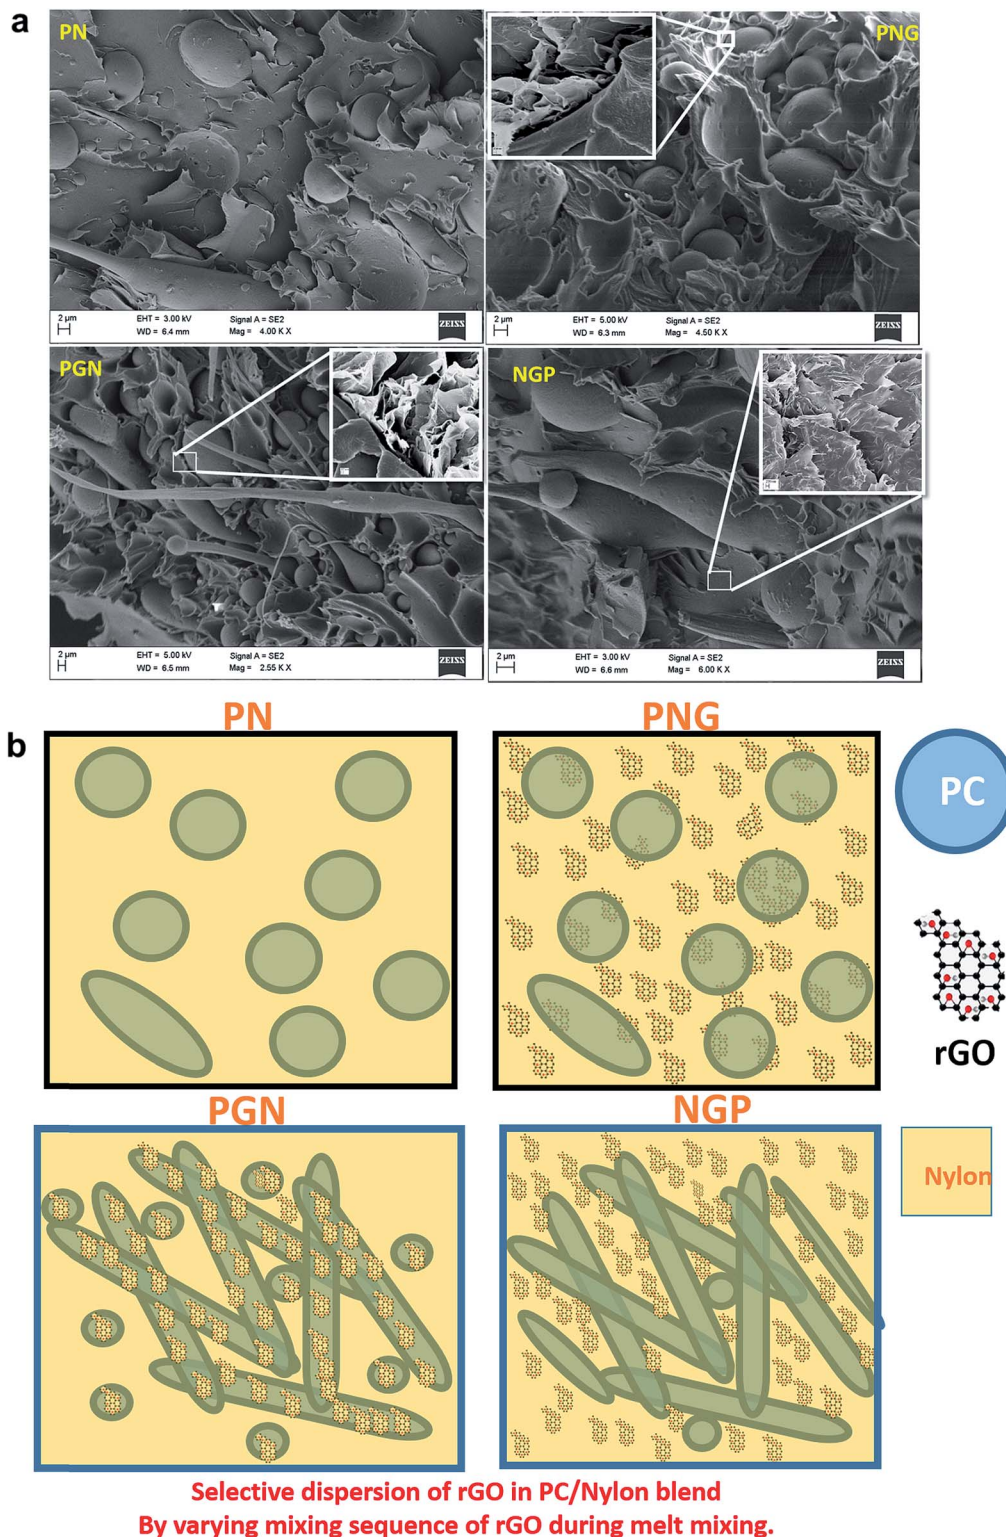 a
PN
PNG
2 µm
EHT = 3.00 kV
Signal A = SE2
WD = 6.4 mm
Mag = 4.00 K X
ZEISS
2 µm
EHT = 5.00 kV
Signal A = SE2
WD = 6.3 mm
Mag = 4.50 K X
ZEISS
PGN
NGP
2 µm
EHT = 5.00 kV
Signal A = SE2
WD = 6.5 mm
Mag = 2.55 K X
ZEISS
2 µm
EHT = 3.00 kV
Signal A = SE2
WD = 6.6 mm
Mag = 6.00 K X
ZEISS
b
PN
PNG
PC
rGO
PGN
NGP
Nylon
Selective dispersion of rGO in PC/Nylon blend
By varying mixing sequence of rGO during melt mixing.